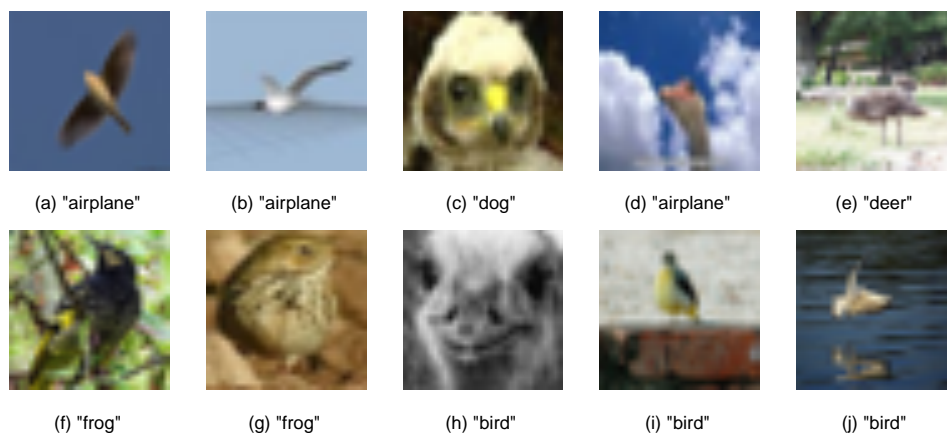 (a) "airplane" (b) "airplane" (c) "dog" (d) "airplane" (e) "deer"
(f) "frog" (g) "frog" (h) "bird" (i) "bird" (j) "bird"